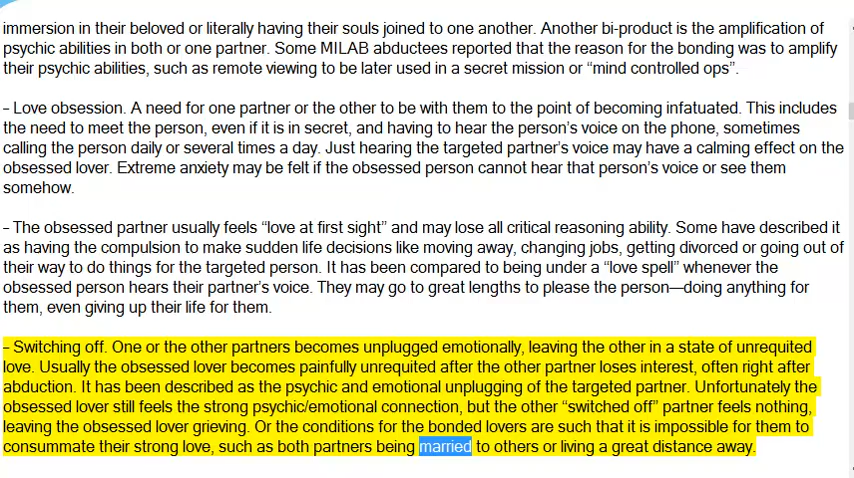 immersion in their beloved or literally having their souls joined to one another. Another bi-product is the amplification of
psychic abilities in both or one partner. Some MILAB abductees reported that the reason for the bonding was to amplify
their psychic abilities, such as remote viewing to be later used in a secret mission or “mind controlled ops”.
– Love obsession. A need for one partner or the other to be with them to the point of becoming infatuated. This includes
the need to meet the person, even if it is in secret, and having to hear the person’s voice on the phone, sometimes
calling the person daily or several times a day. Just hearing the targeted partner’s voice may have a calming effect on the
obsessed lover. Extreme anxiety may be felt if the obsessed person cannot hear that person’s voice or see them
somehow.
– The obsessed partner usually feels “love at first sight” and may lose all critical reasoning ability. Some have described it
as having the compulsion to make sudden life decisions like moving away, changing jobs, getting divorced or going out of
their way to do things for the targeted person. It has been compared to being under a “love spell” whenever the
obsessed person hears their partner’s voice. They may go to great lengths to please the person—doing anything for
them, even giving up their life for them.
– Switching off. One or the other partners becomes unplugged emotionally, leaving the other in a state of unrequited
love. Usually the obsessed lover becomes painfully unrequited after the other partner loses interest, often right after
abduction. It has been described as the psychic and emotional unplugging of the targeted partner. Unfortunately the
obsessed lover still feels the strong psychic/emotional connection, but the other “switched off” partner feels nothing,
leaving the obsessed lover grieving. Or the conditions for the bonded lovers are such that it is impossible for them to
consummate their strong love, such as both partners being married to others or living a great distance away.